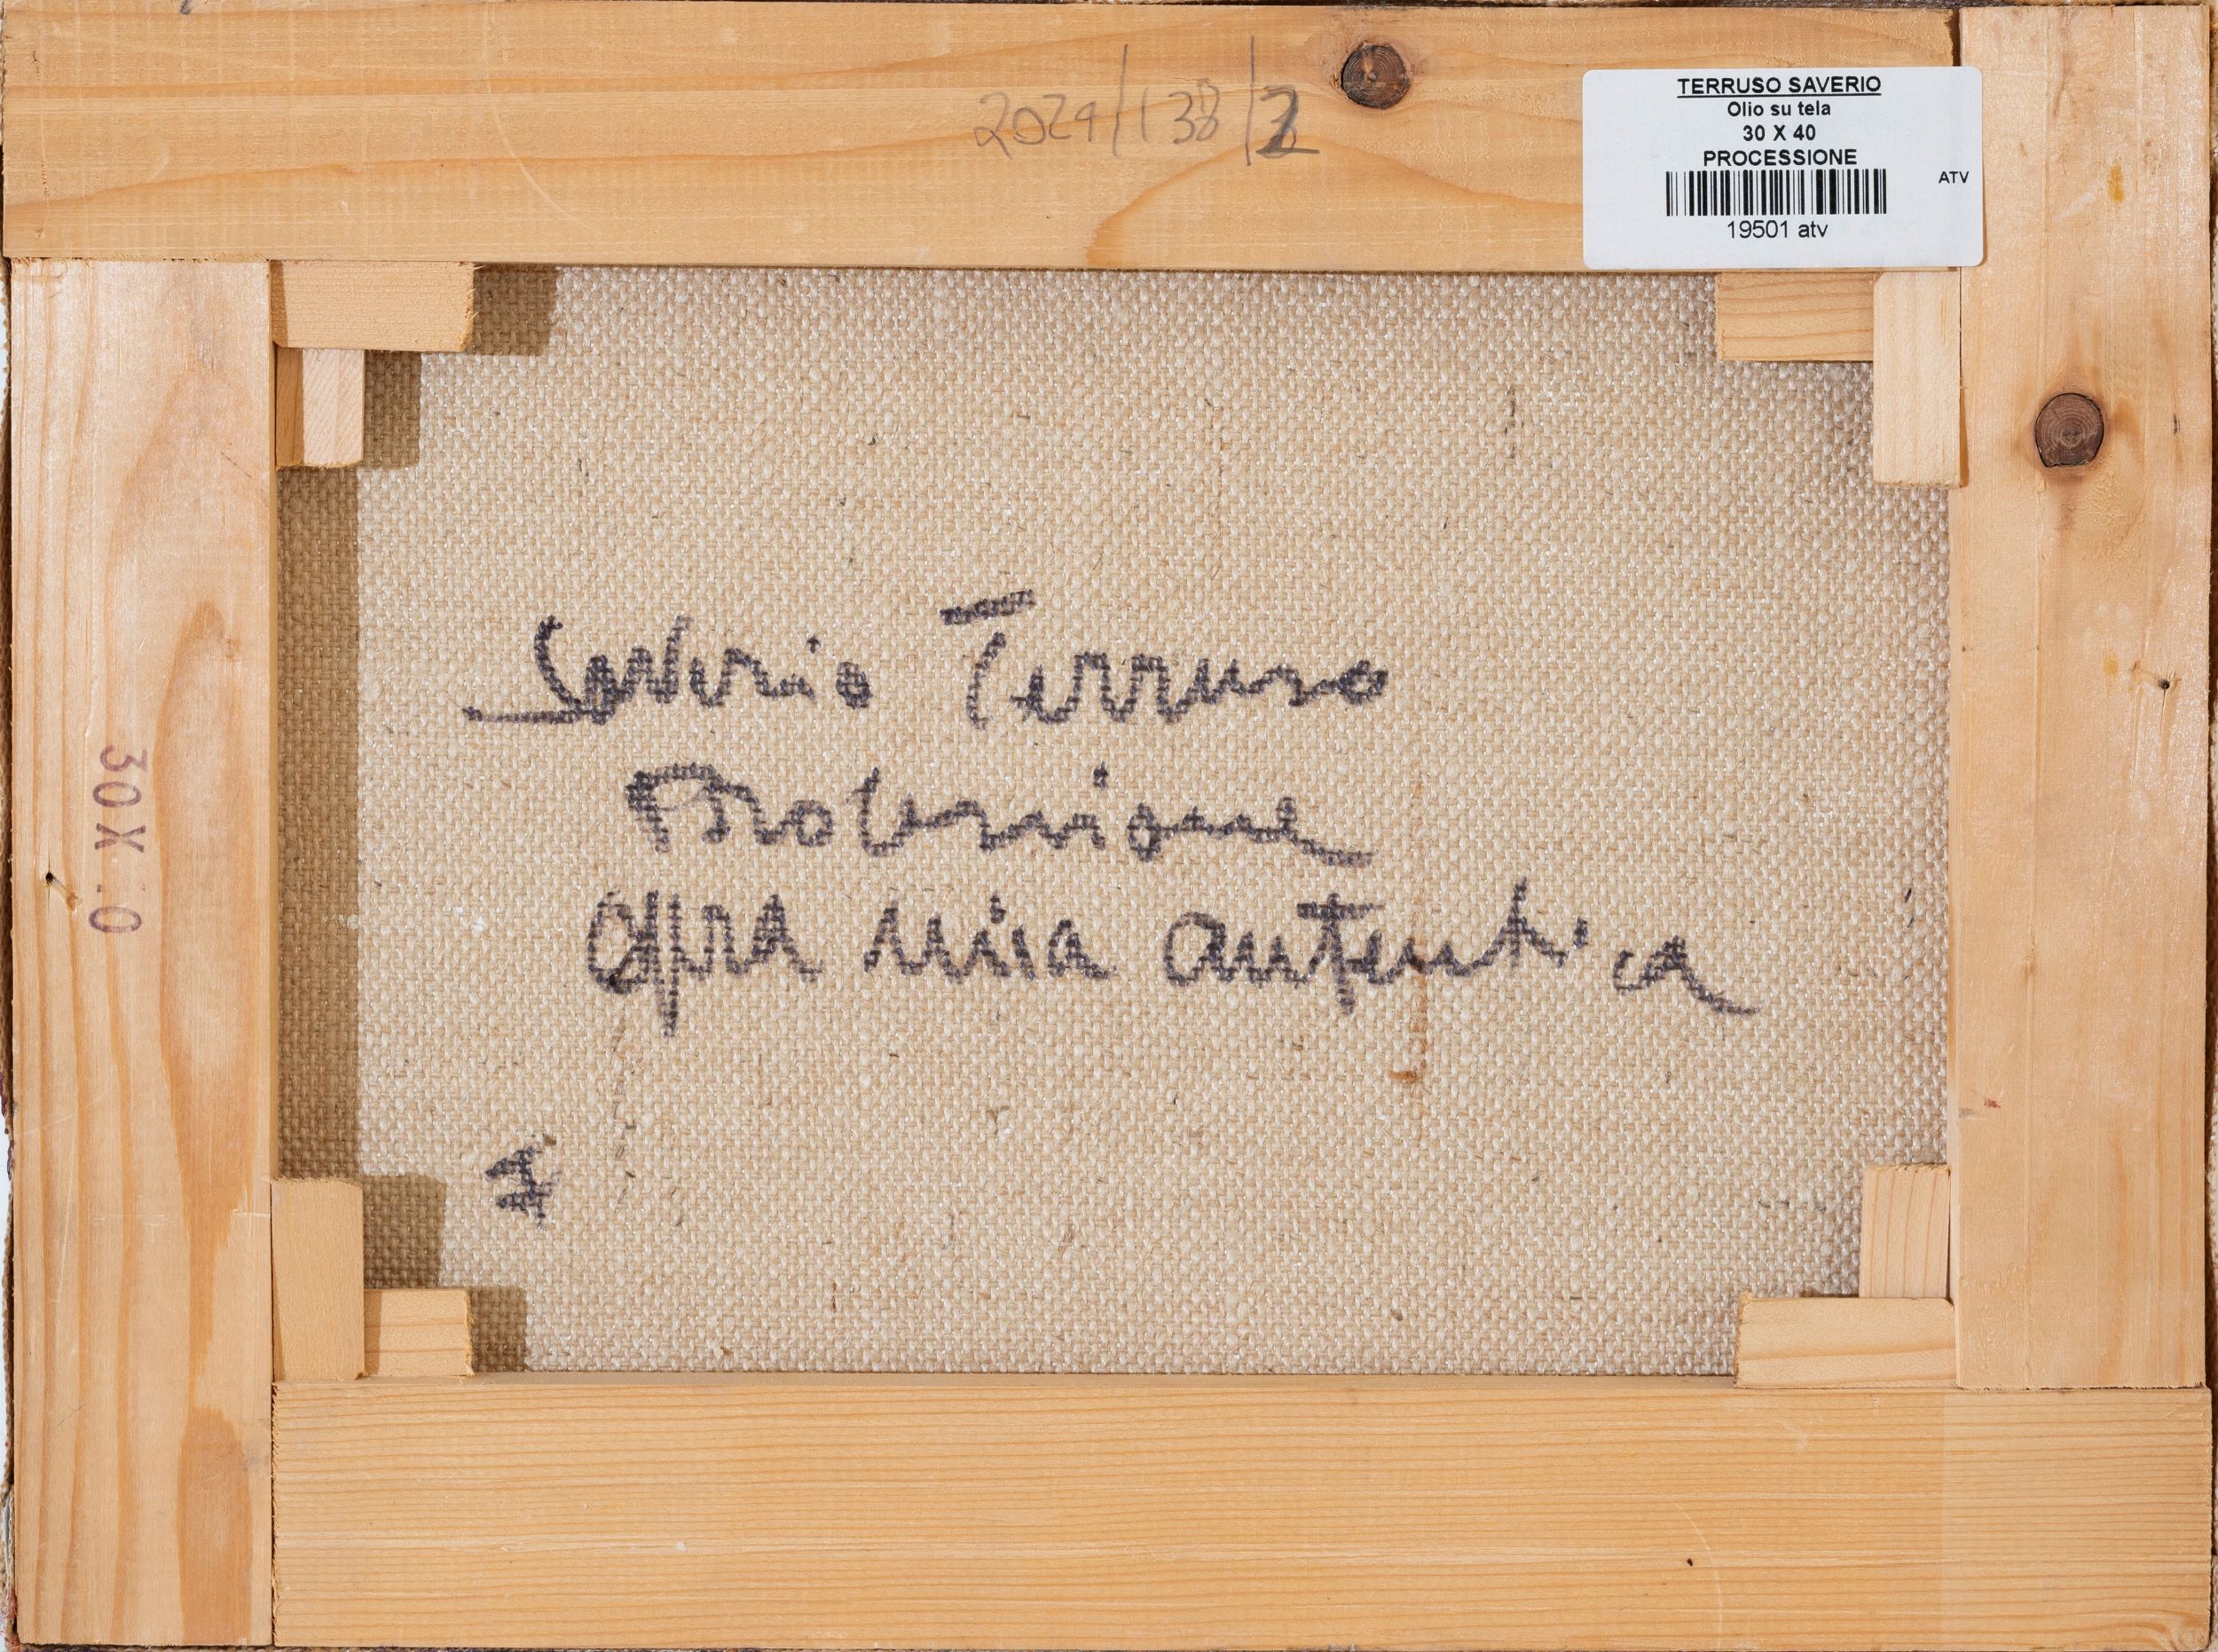 2024/138/2
TERRUSO SAVERIO
Olio su tela
30 X 40
PROCESSIONE
ATV
19501 atv
Saverio Terruso
Processione
opera mia autentica
30 X 0